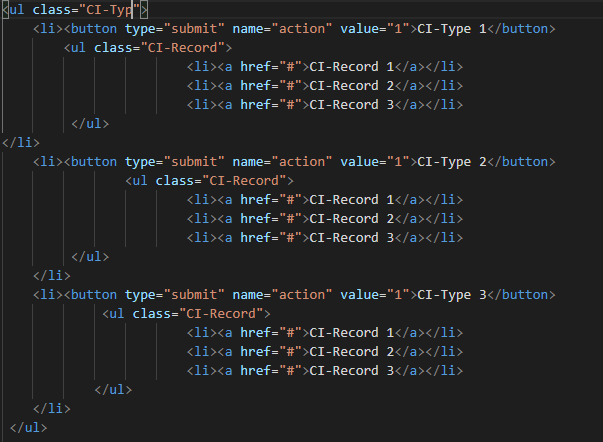 <ul class="CI-Typ">
<li><button type="submit" name="action" value="1">CI-Type 1</button>
<ul class="CI-Record">
<li><a href="#">CI-Record 1</a></li>
<li><a href="#">CI-Record 2</a></li>
<li><a href="#">CI-Record 3</a></li>
</ul>
</li>
<li><button type="submit" name="action" value="1">CI-Type 2</button>
<ul class="CI-Record">
<li><a href="#">CI-Record 1</a></li>
<li><a href="#">CI-Record 2</a></li>
<li><a href="#">CI-Record 3</a></li>
</ul>
</li>
<li><button type="submit" name="action" value="1">CI-Type 3</button>
<ul class="CI-Record">
<li><a href="#">CI-Record 1</a></li>
<li><a href="#">CI-Record 2</a></li>
<li><a href="#">CI-Record 3</a></li>
</ul>
</li>
</ul>